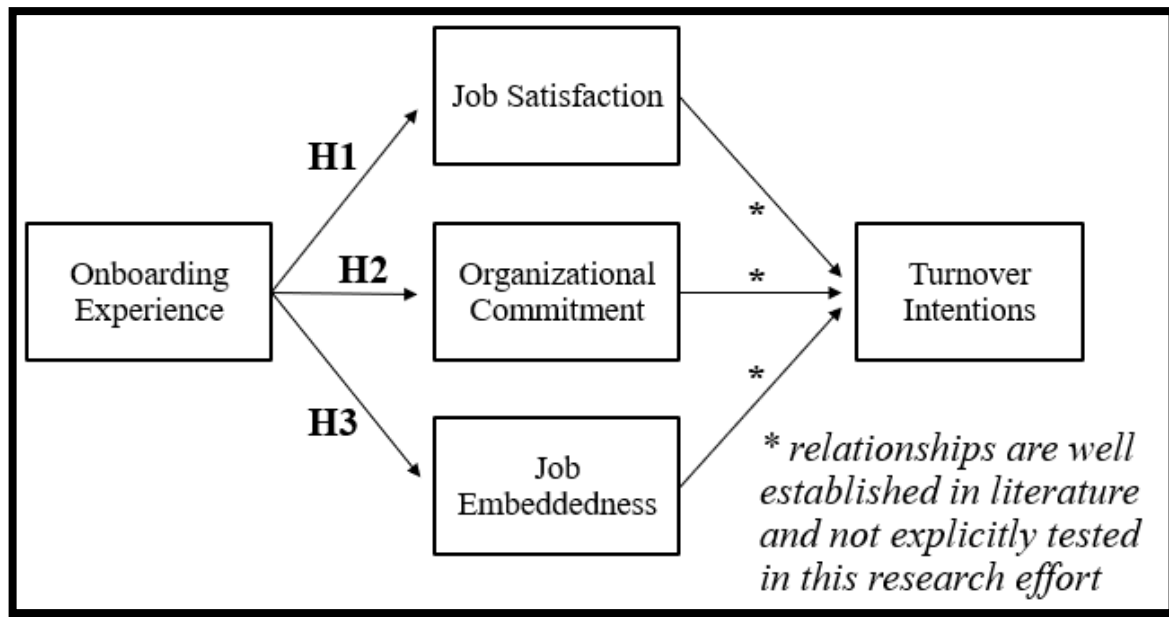 Job Satisfaction
H1
*
Onboarding
Experience
H2
Organizational
Commitment
*
Turnover
Intentions
H3
*
Job
Embeddedness
* relationships are well
established in literature
and not explicitly tested
in this research effort